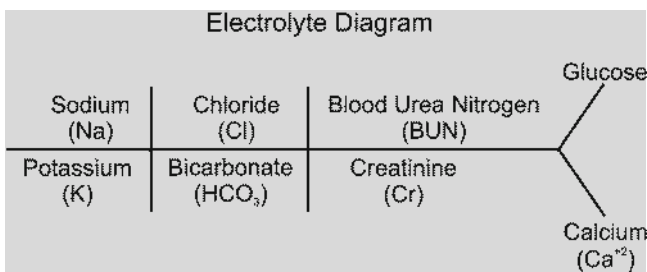 Electrolyte Diagram
Glucose
Sodium Chloride Blood Urea Nitrogen
(Na) (Cl) (BUN)
Potassium Bicarbonate Creatinine
(K) (HCO₃) (Cr)
Calcium
(Ca⁺²)